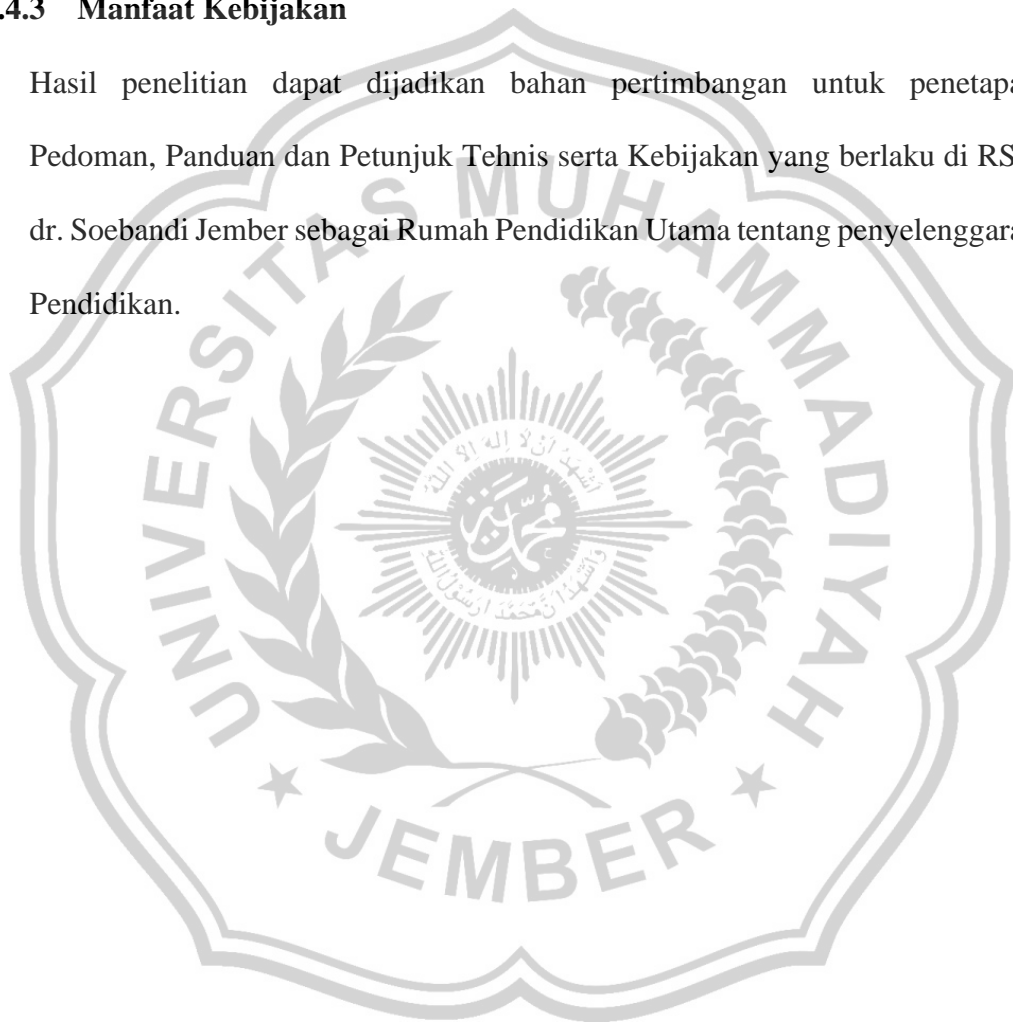 .4.3 Manfaat Kebijakan
Hasil penelitian dapat dijadikan bahan pertimbangan untuk penetapa
Pedoman, Panduan dan Petunjuk Tehnis serta Kebijakan yang berlaku di RS
dr. Soebandi Jember sebagai Rumah Pendidikan Utama tentang penyelenggara
Pendidikan.
UNIVERSITAS MUHAMMADIYAH
JEMBER